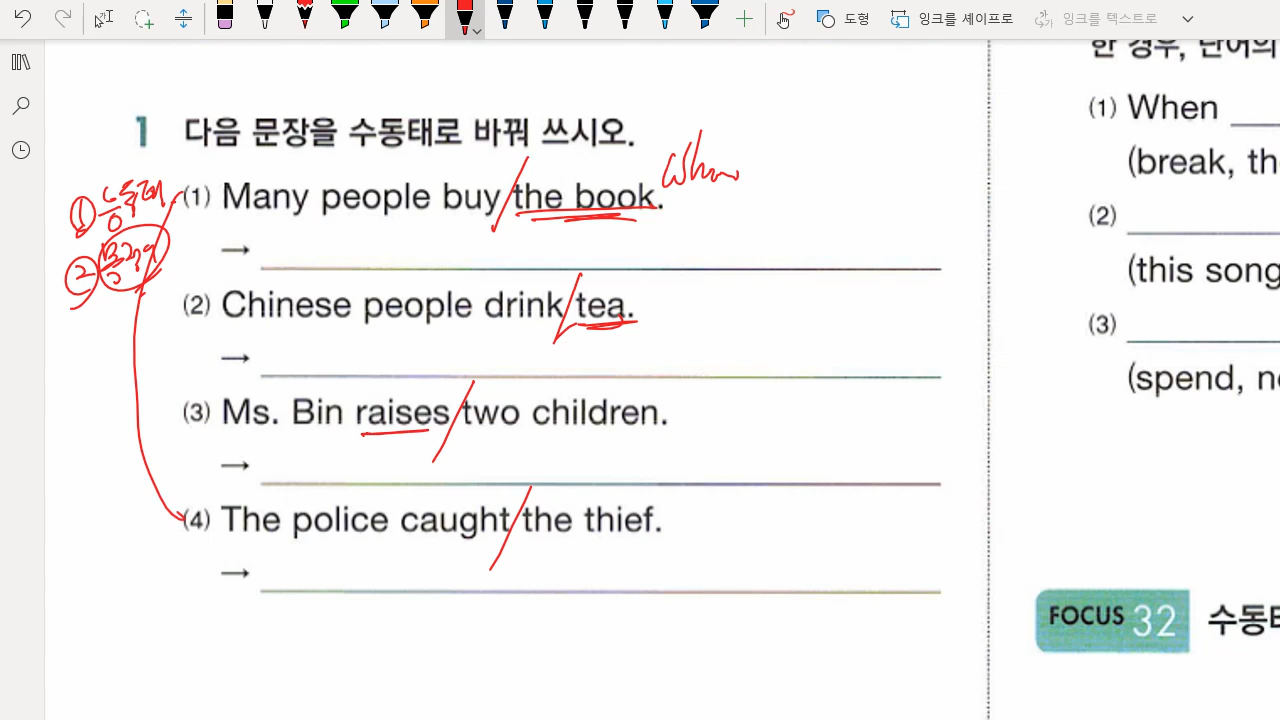 도형
잉크를 셰이프로
잉크를 텍스트로
1 다음 문장을 수동태로 바꿔 쓰시오.
① 능동태
(1) Many people buy the book.
→
(2) Chinese people drink tea.
→
(3) Ms. Bin raises two children.
→
(4) The police caught the thief.
→
한 경우, 단어의
(1) When
(break, th
(2)
(this song
(3)
(spend, n
FOCUS 32 수동